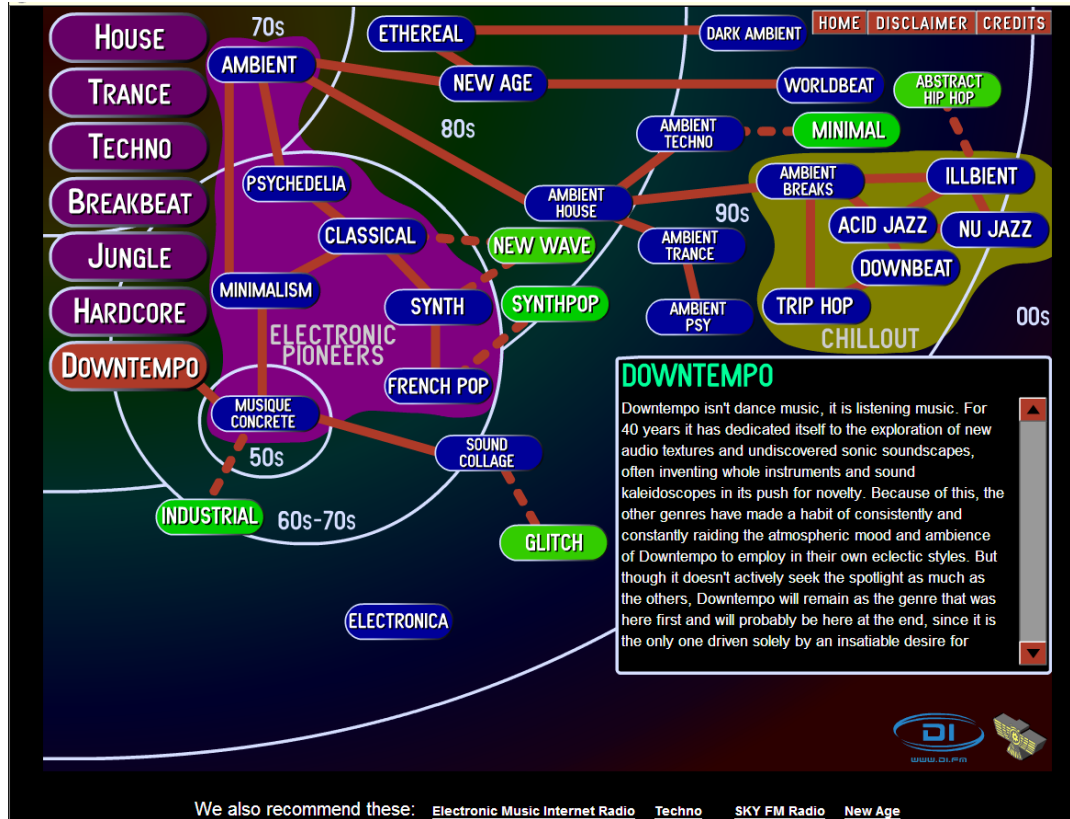 HOUSE
TRANCE
TECHNO
BREAKBEAT
JUNGLE
HARDCORE
DOWNTEMPO
HOME
DISCLAIMER
CREDITS
70s
ETHEREAL
DARK AMBIENT
AMBIENT
NEW AGE
WORLDBEAT
ABSTRACT
HIP HOP
80s
AMBIENT
TECHNO
MINIMAL
PSYCHEDELIA
AMBIENT
HOUSE
AMBIENT
BREAKS
ILLBIENT
90s
CLASSICAL
NEW WAVE
AMBIENT
TRANCE
ACID JAZZ
NU JAZZ
DOWNBEAT
MINIMALISM
SYNTH
SYNTHPOP
AMBIENT
PSY
TRIP HOP
00s
CHILLOUT
ELECTRONIC
PIONEERS
FRENCH POP
MUSIQUE
CONCRETE
50s
SOUND
COLLAGE
INDUSTRIAL
60s-70s
GLITCH
ELECTRONICA
DOWNTEMPO
Downtempo isn't dance music, it is listening music. For
40 years it has dedicated itself to the exploration of new
audio textures and undiscovered sonic soundscapes,
often inventing whole instruments and sound
kaleidoscopes in its push for novelty. Because of this, the
other genres have made a habit of consistently and
constantly raiding the atmospheric mood and ambience
of Downtempo to employ in their own eclectic styles. But
though it doesn't actively seek the spotlight as much as
the others, Downtempo will remain as the genre that was
here first and will probably be here at the end, since it is
the only one driven solely by an insatiable desire for
DI
WWW.DI.FM
We also recommend these: Electronic Music Internet Radio Techno SKY FM Radio New Age